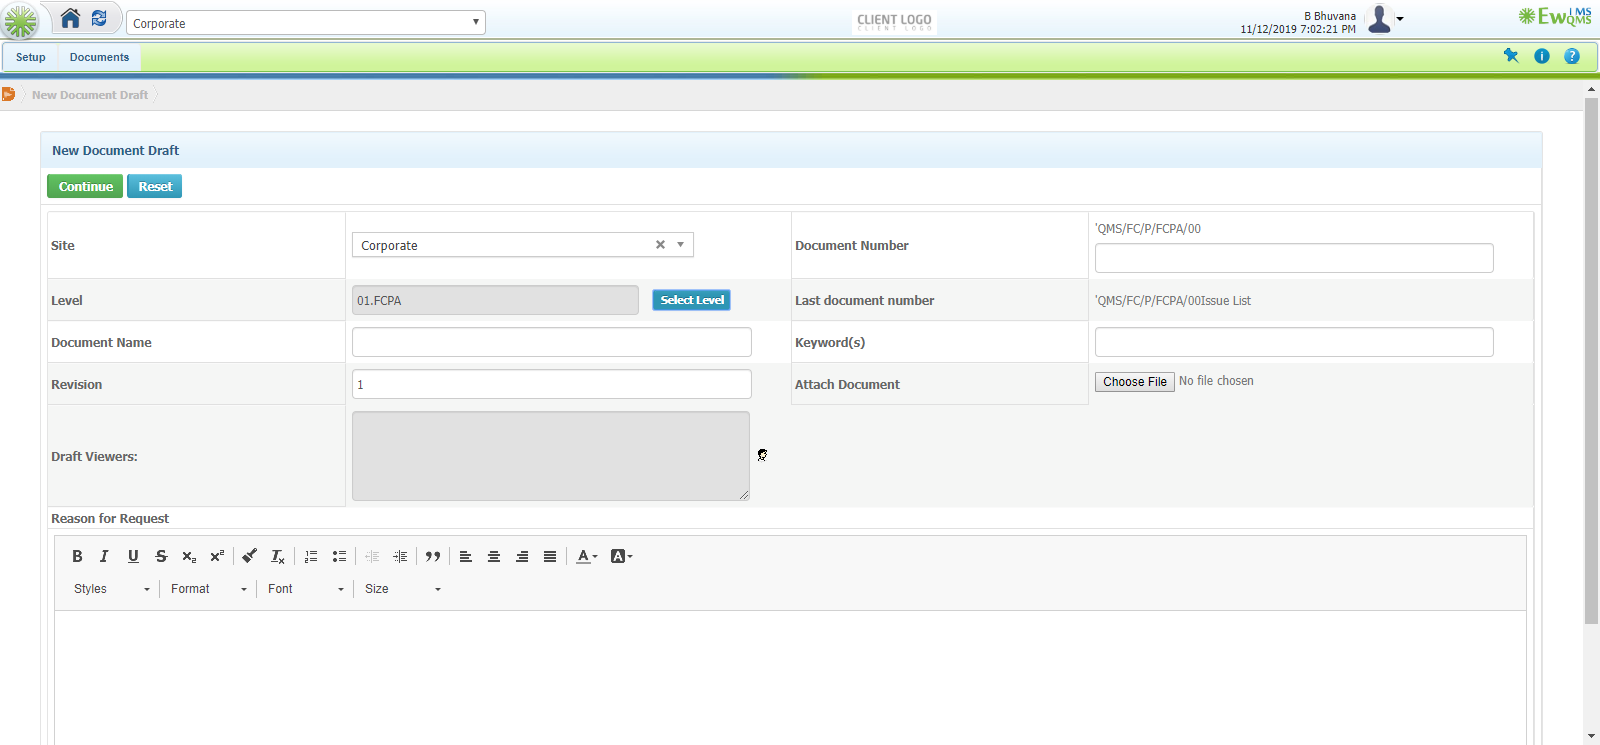 Corporate
CLIENT LOGO
CLIENT LOGO
B Bhuvana
11/12/2019 7:02:21 PM
EwQMS
LMS
Setup
Documents
New Document Draft
New Document Draft
Continue
Reset
Site
Corporate
Document Number
'QMS/FC/P/FCPA/00
Level
01.FCPA
Select Level
Last document number
'QMS/FC/P/FCPA/00Issue List
Document Name
Keyword(s)
Revision
1
Attach Document
Choose File
No file chosen
Draft Viewers:
Reason for Request
Styles
Format
Font
Size